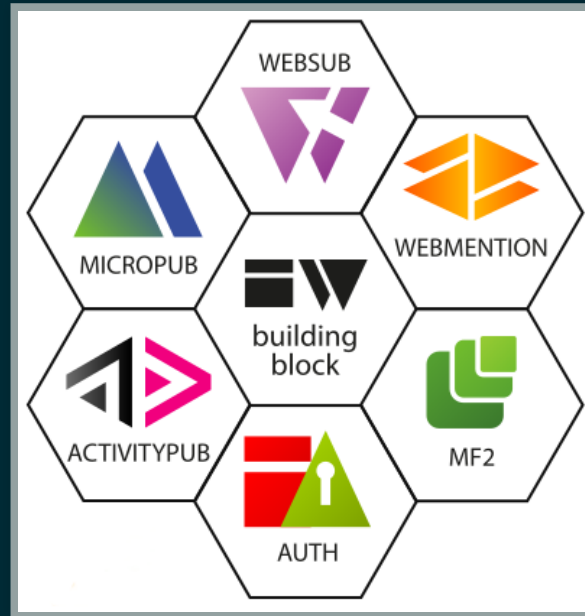 WEBSUB
MICROPUB
WEBMENTION
building
block
ACTIVITYPUB
MF2
AUTH